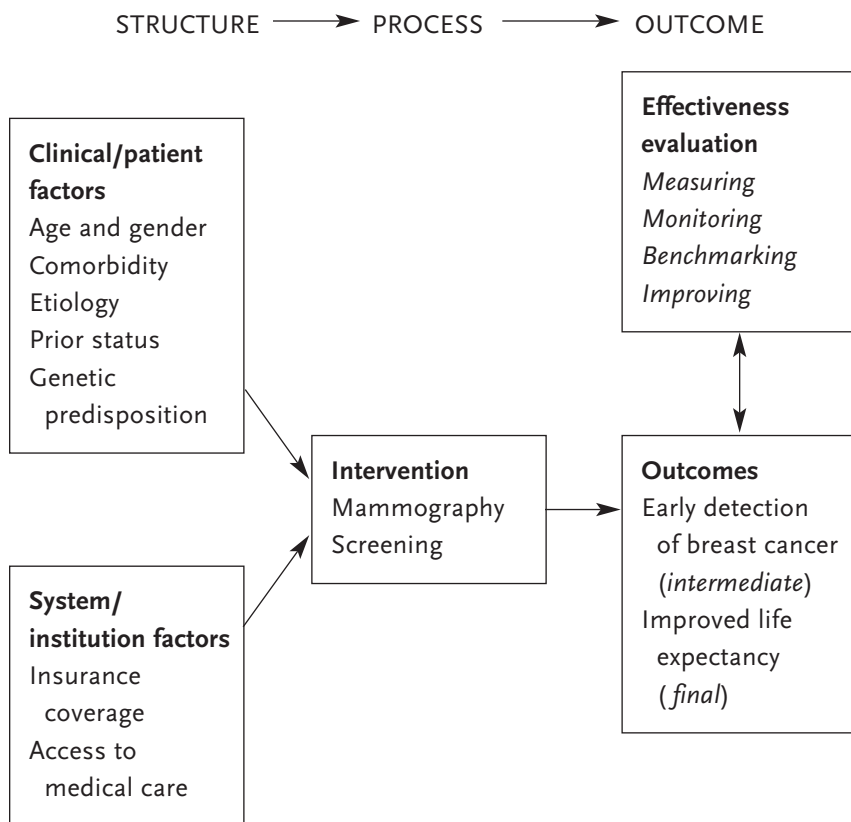 STRUCTURE PROCESS OUTCOME
Clinical/patient
factors
Age and gender
Comorbidity
Etiology
Prior status
Genetic
predisposition
System/
institution factors
Insurance
coverage
Access to
medical care
Intervention
Mammography
Screening
Effectiveness
evaluation
Measuring
Monitoring
Benchmarking
Improving
Outcomes
Early detection
of breast cancer
(intermediate)
Improved life
expectancy
(final)